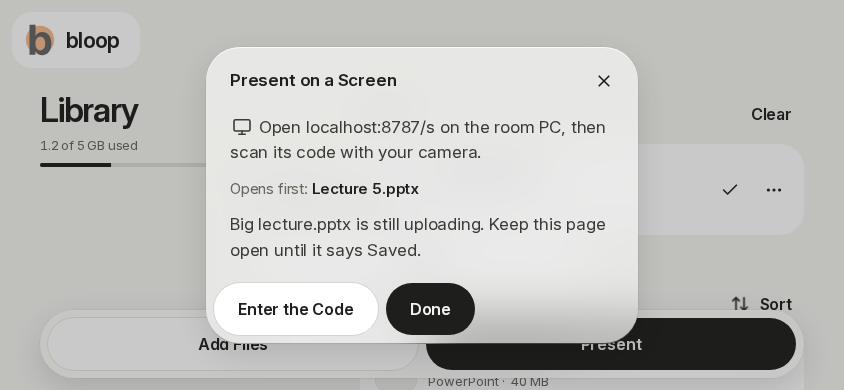 bloop
Library
1.2 of 5 GB used
Clear
Present on a Screen
Open localhost:8787/s on the room PC, then
scan its code with your camera.
Opens first: Lecture 5.pptx
Big lecture.pptx is still uploading. Keep this page
open until it says Saved.
Enter the Code
Done
Sort
Add Files
Present
PowerPoint · 40 MB